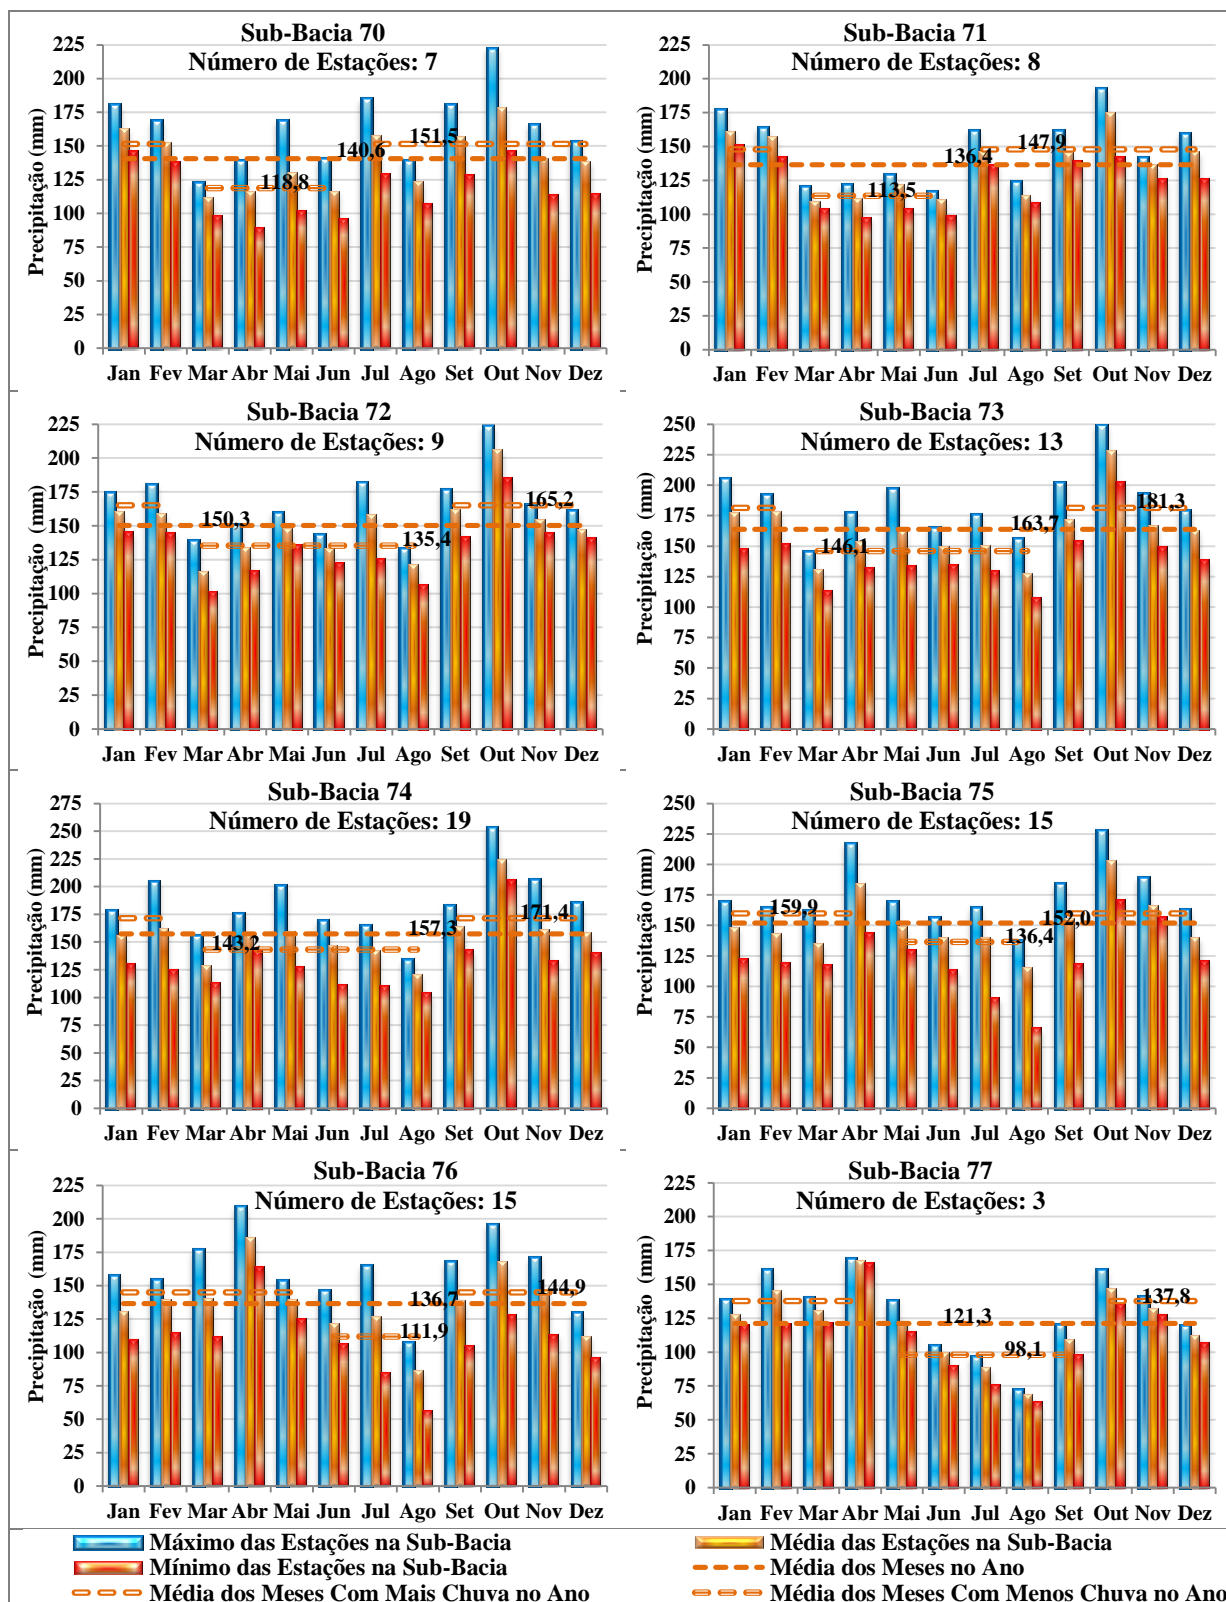 Sub-Bacia 70
Número de Estações: 7
Precipitação (mm)
225
200
175
150
125
100
75
50
25
0
151,5
140,6
118,8
Jan Fev Mar Abr Mai Jun Jul Ago Set Out Nov Dez
Sub-Bacia 71
Número de Estações: 8
Precipitação (mm)
225
200
175
150
125
100
75
50
25
0
147,9
136,4
113,5
Jan Fev Mar Abr Mai Jun Jul Ago Set Out Nov Dez
Sub-Bacia 72
Número de Estações: 9
Precipitação (mm)
225
200
175
150
125
100
75
50
25
0
165,2
150,3
135,4
Jan Fev Mar Abr Mai Jun Jul Ago Set Out Nov Dez
Sub-Bacia 73
Número de Estações: 13
Precipitação (mm)
250
225
200
175
150
125
100
75
50
25
0
181,3
163,7
146,1
Jan Fev Mar Abr Mai Jun Jul Ago Set Out Nov Dez
Sub-Bacia 74
Número de Estações: 19
Precipitação (mm)
275
250
225
200
175
150
125
100
75
50
25
0
171,4
157,3
143,2
Jan Fev Mar Abr Mai Jun Jul Ago Set Out Nov Dez
Sub-Bacia 75
Número de Estações: 15
Precipitação (mm)
250
225
200
175
150
125
100
75
50
25
0
159,9
152,0
136,4
Jan Fev Mar Abr Mai Jun Jul Ago Set Out Nov Dez
Sub-Bacia 76
Número de Estações: 15
Precipitação (mm)
225
200
175
150
125
100
75
50
25
0
144,9
136,7
111,9
Jan Fev Mar Abr Mai Jun Jul Ago Set Out Nov Dez
Sub-Bacia 77
Número de Estações: 3
Precipitação (mm)
225
200
175
150
125
100
75
50
25
0
137,8
121,3
98,1
Jan Fev Mar Abr Mai Jun Jul Ago Set Out Nov Dez
Máximo das Estações na Sub-Bacia
Média das Estações na Sub-Bacia
Mínimo das Estações na Sub-Bacia
Média dos Meses no Ano
Média dos Meses Com Mais Chuva no Ano
Média dos Meses Com Menos Chuva no Ano